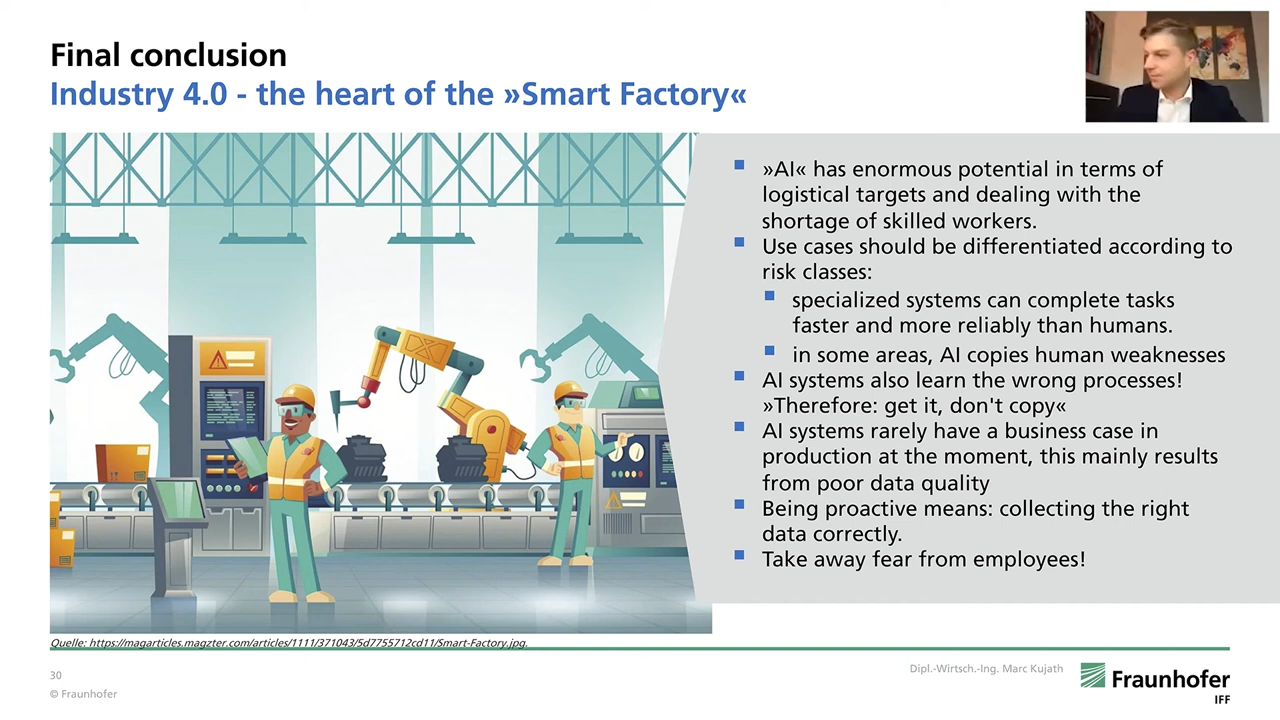 Final conclusion
Industry 4.0 - the heart of the »Smart Factory«
»AI« has enormous potential in terms of
logistical targets and dealing with the
shortage of skilled workers.
Use cases should be differentiated according to
risk classes:
specialized systems can complete tasks
faster and more reliably than humans.
in some areas, AI copies human weaknesses
AI systems also learn the wrong processes!
»Therefore: get it, don't copy«
AI systems rarely have a business case in
production at the moment, this mainly results
from poor data quality
Being proactive means: collecting the right
data correctly.
Take away fear from employees!
Quelle: https://magarticles.magzter.com/articles/1111/371043/5d7755712cd11/Smart-Factory.jpg.
30
© Fraunhofer
Dipl.-Wirtsch.-Ing. Marc Kujath
Fraunhofer
IFF